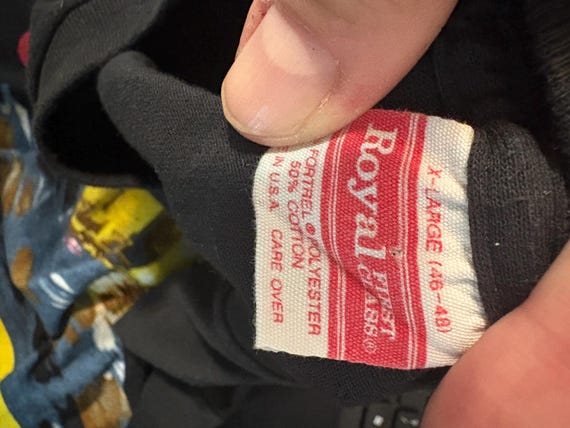 X-LARGE (46-48)
Royal FIRST
CLASS®
FORTREL ® POLYESTER
50% COTTON
U.S.A. CARE OVER